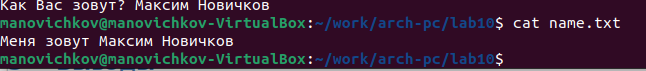 Как Вас зовут? Максим Новичков
manovichkov@manovichkov-VirtualBox:~/work/arch-pc/lab10$ cat name.txt
Меня зовут Максим Новичков
manovichkov@manovichkov-VirtualBox:~/work/arch-pc/lab10$